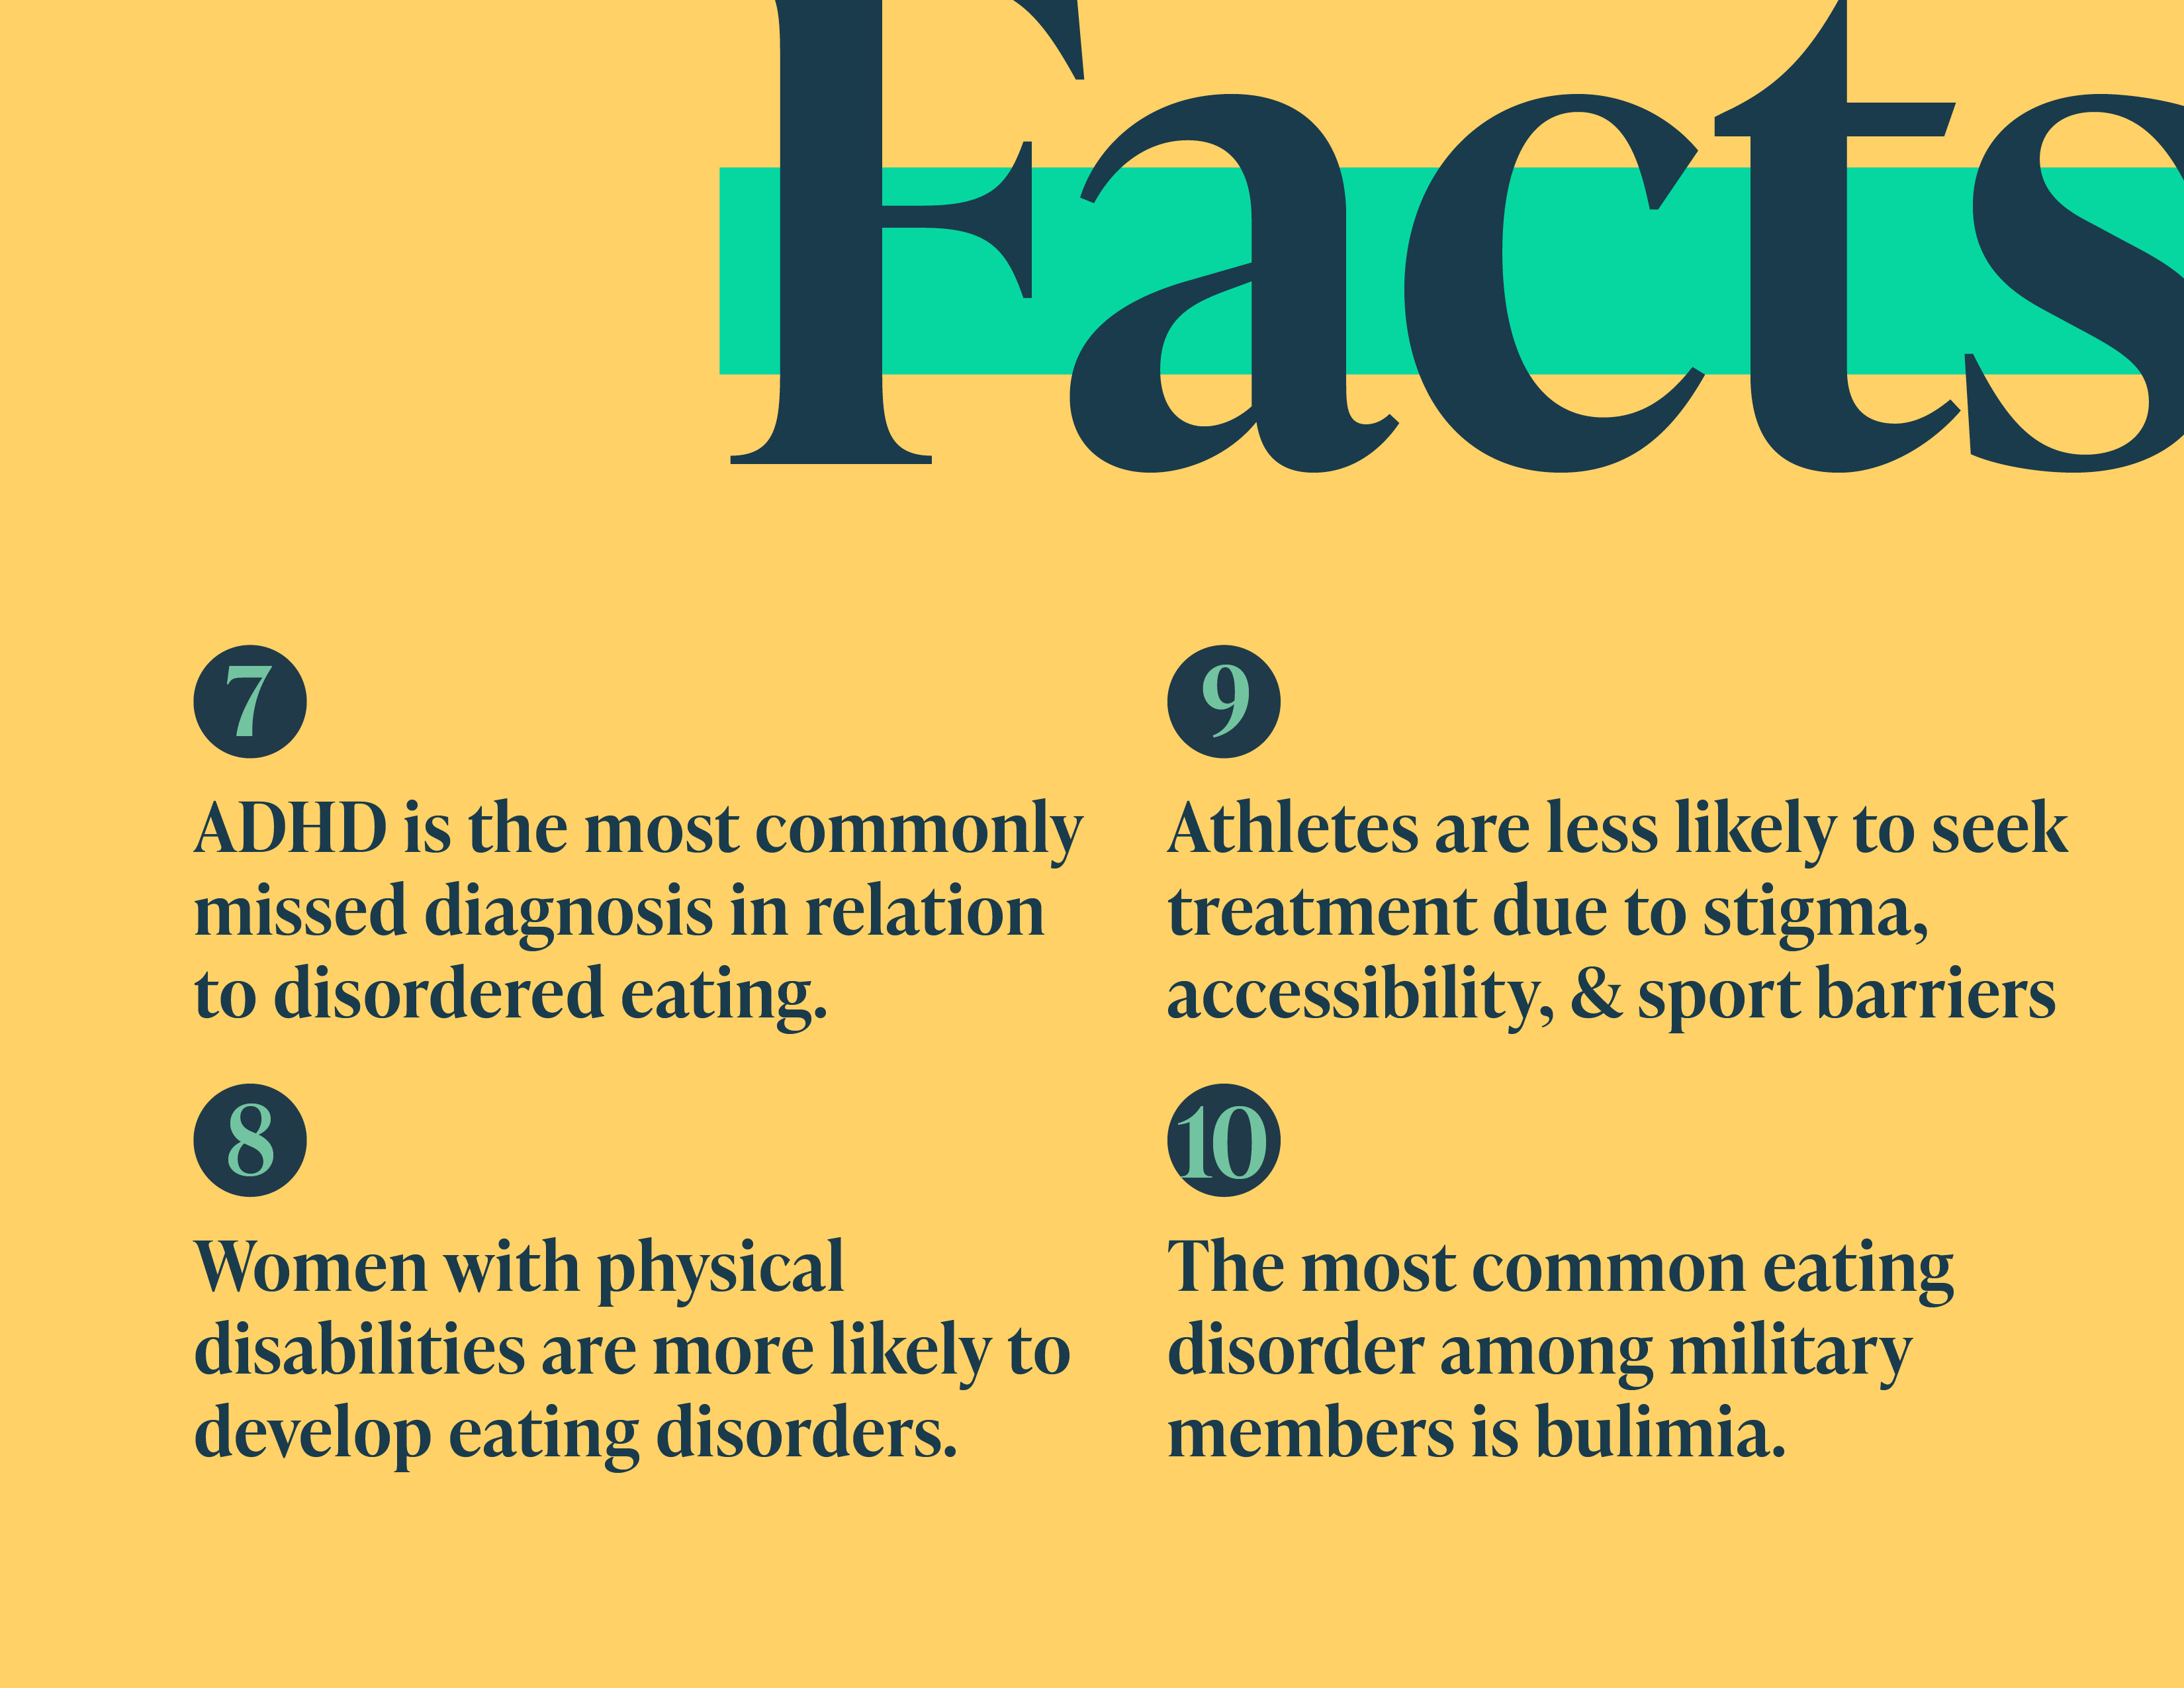 Facts
7
ADHD is the most commonly
missed diagnosis in relation
to disordered eating.
8
Women with physical
disabilities are more likely to
develop eating disorders.
9
Athletes are less likely to seek
treatment due to stigma,
accessibility, & sport barriers
10
The most common eating
disorder among military
members is bulimia.